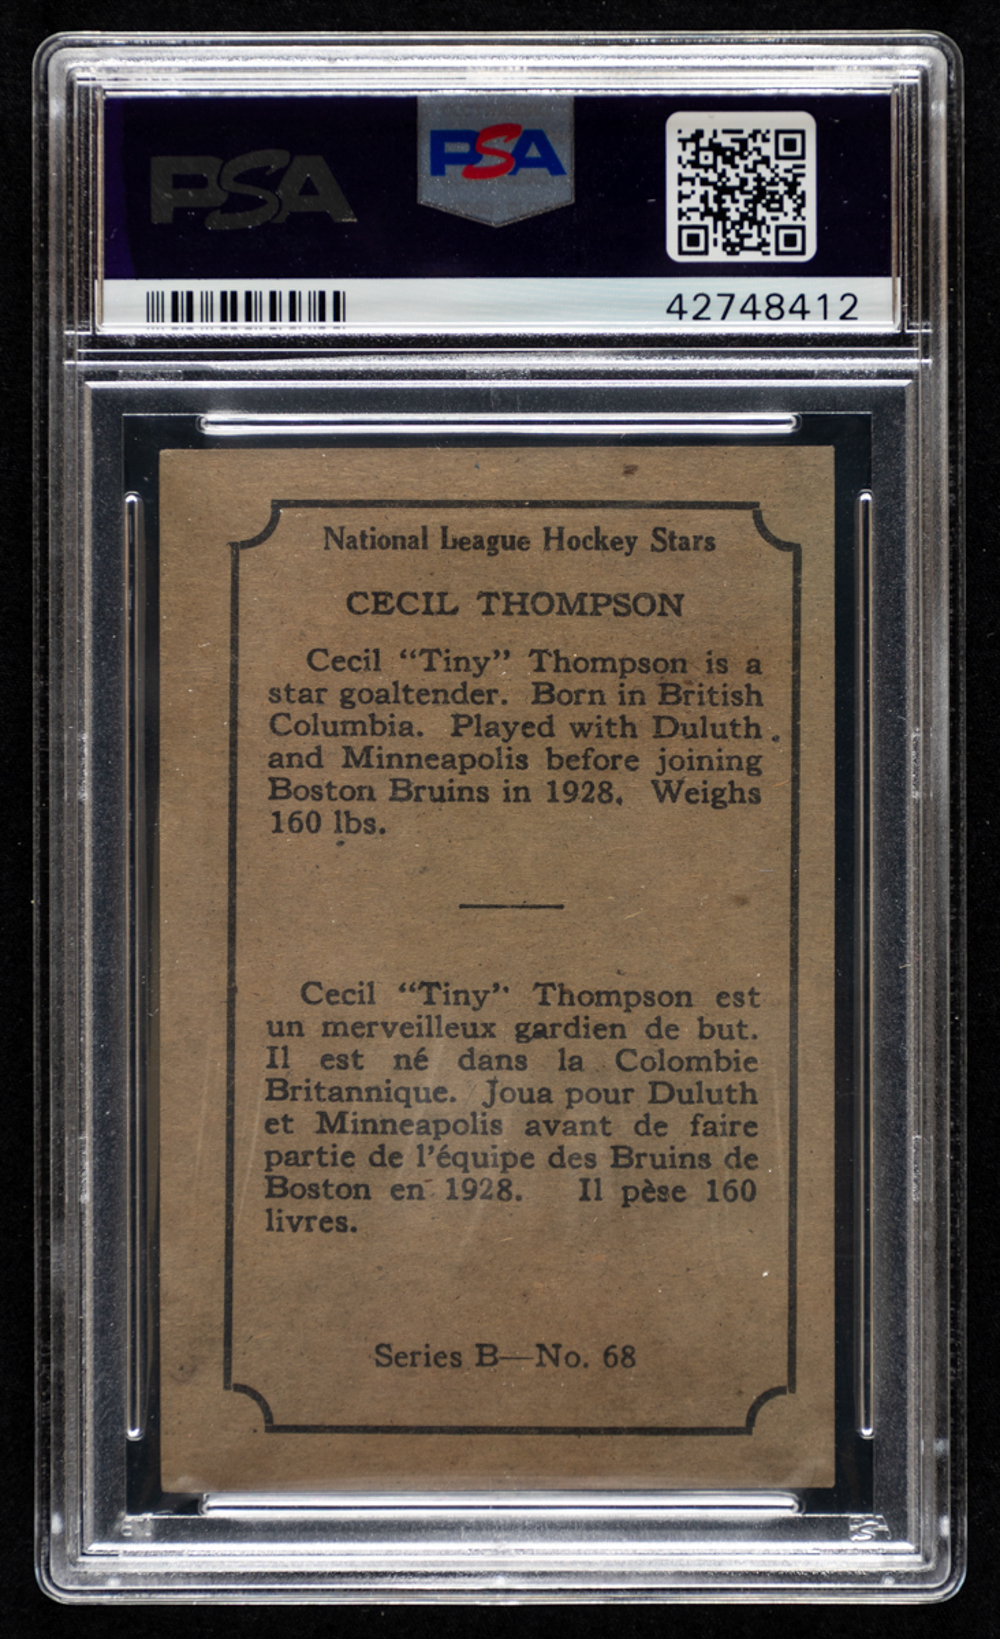 PSA
PSA
42748412
National League Hockey Stars
CECIL THOMPSON
Cecil “Tiny” Thompson is a
star goaltender. Born in British
Columbia. Played with Duluth
and Minneapolis before joining
Boston Bruins in 1928. Weighs
160 lbs.
Cecil “Tiny” Thompson est
un merveilleux gardien de but.
Il est né dans la Colombie
Britannique. Joua pour Duluth
et Minneapolis avant de faire
partie de l'équipe des Bruins de
Boston en 1928. Il pèse 160
livres.
Series B—No. 68